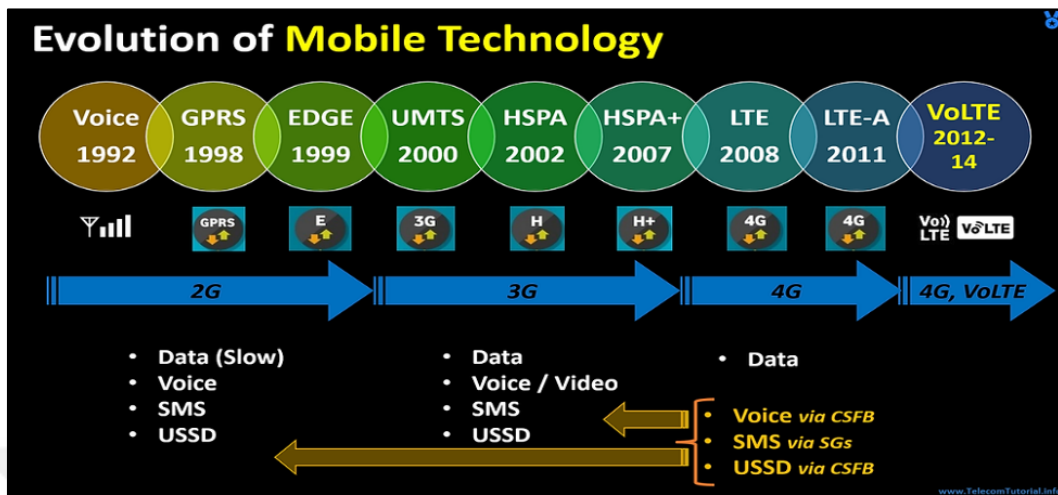 Evolution of Mobile Technology
Voice
1992
GPRS
1998
EDGE
1999
UMTS
2000
HSPA
2002
HSPA+
2007
LTE
2008
LTE-A
2011
VoLTE
2012-
14
GPRS
E
3G
H
H+
4G
4G
Vo))
LTE
VoLTE
2G
3G
4G
4G, VoLTE
• Data (Slow)
• Voice
• SMS
• USSD
• Data
• Voice / Video
• SMS
• USSD
• Data
• Voice via CSFB
• SMS via SGs
• USSD via CSFB
www.TelecomTutorial.Info